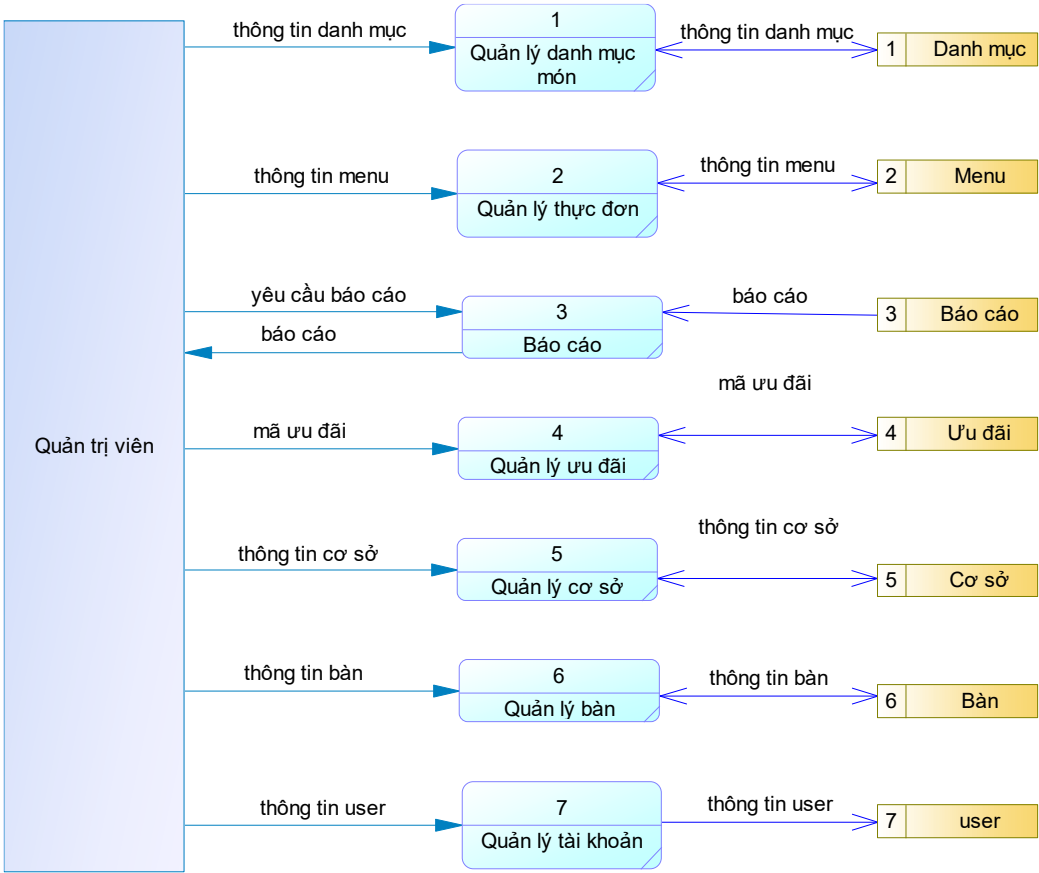 thông tin danh mục
1
Quản lý danh mục
món
thông tin danh mục
1 Danh mục
thông tin menu
2
Quản lý thực đơn
thông tin menu
2 Menu
yêu cầu báo cáo
báo cáo
3
Báo cáo
báo cáo
3 Báo cáo
Quản trị viên
mã ưu đãi
4
Quản lý ưu đãi
mã ưu đãi
4 Ưu đãi
thông tin cơ sở
5
Quản lý cơ sở
thông tin cơ sở
5 Cơ sở
thông tin bàn
6
Quản lý bàn
thông tin bàn
6 Bàn
thông tin user
7
Quản lý tài khoản
thông tin user
7 user